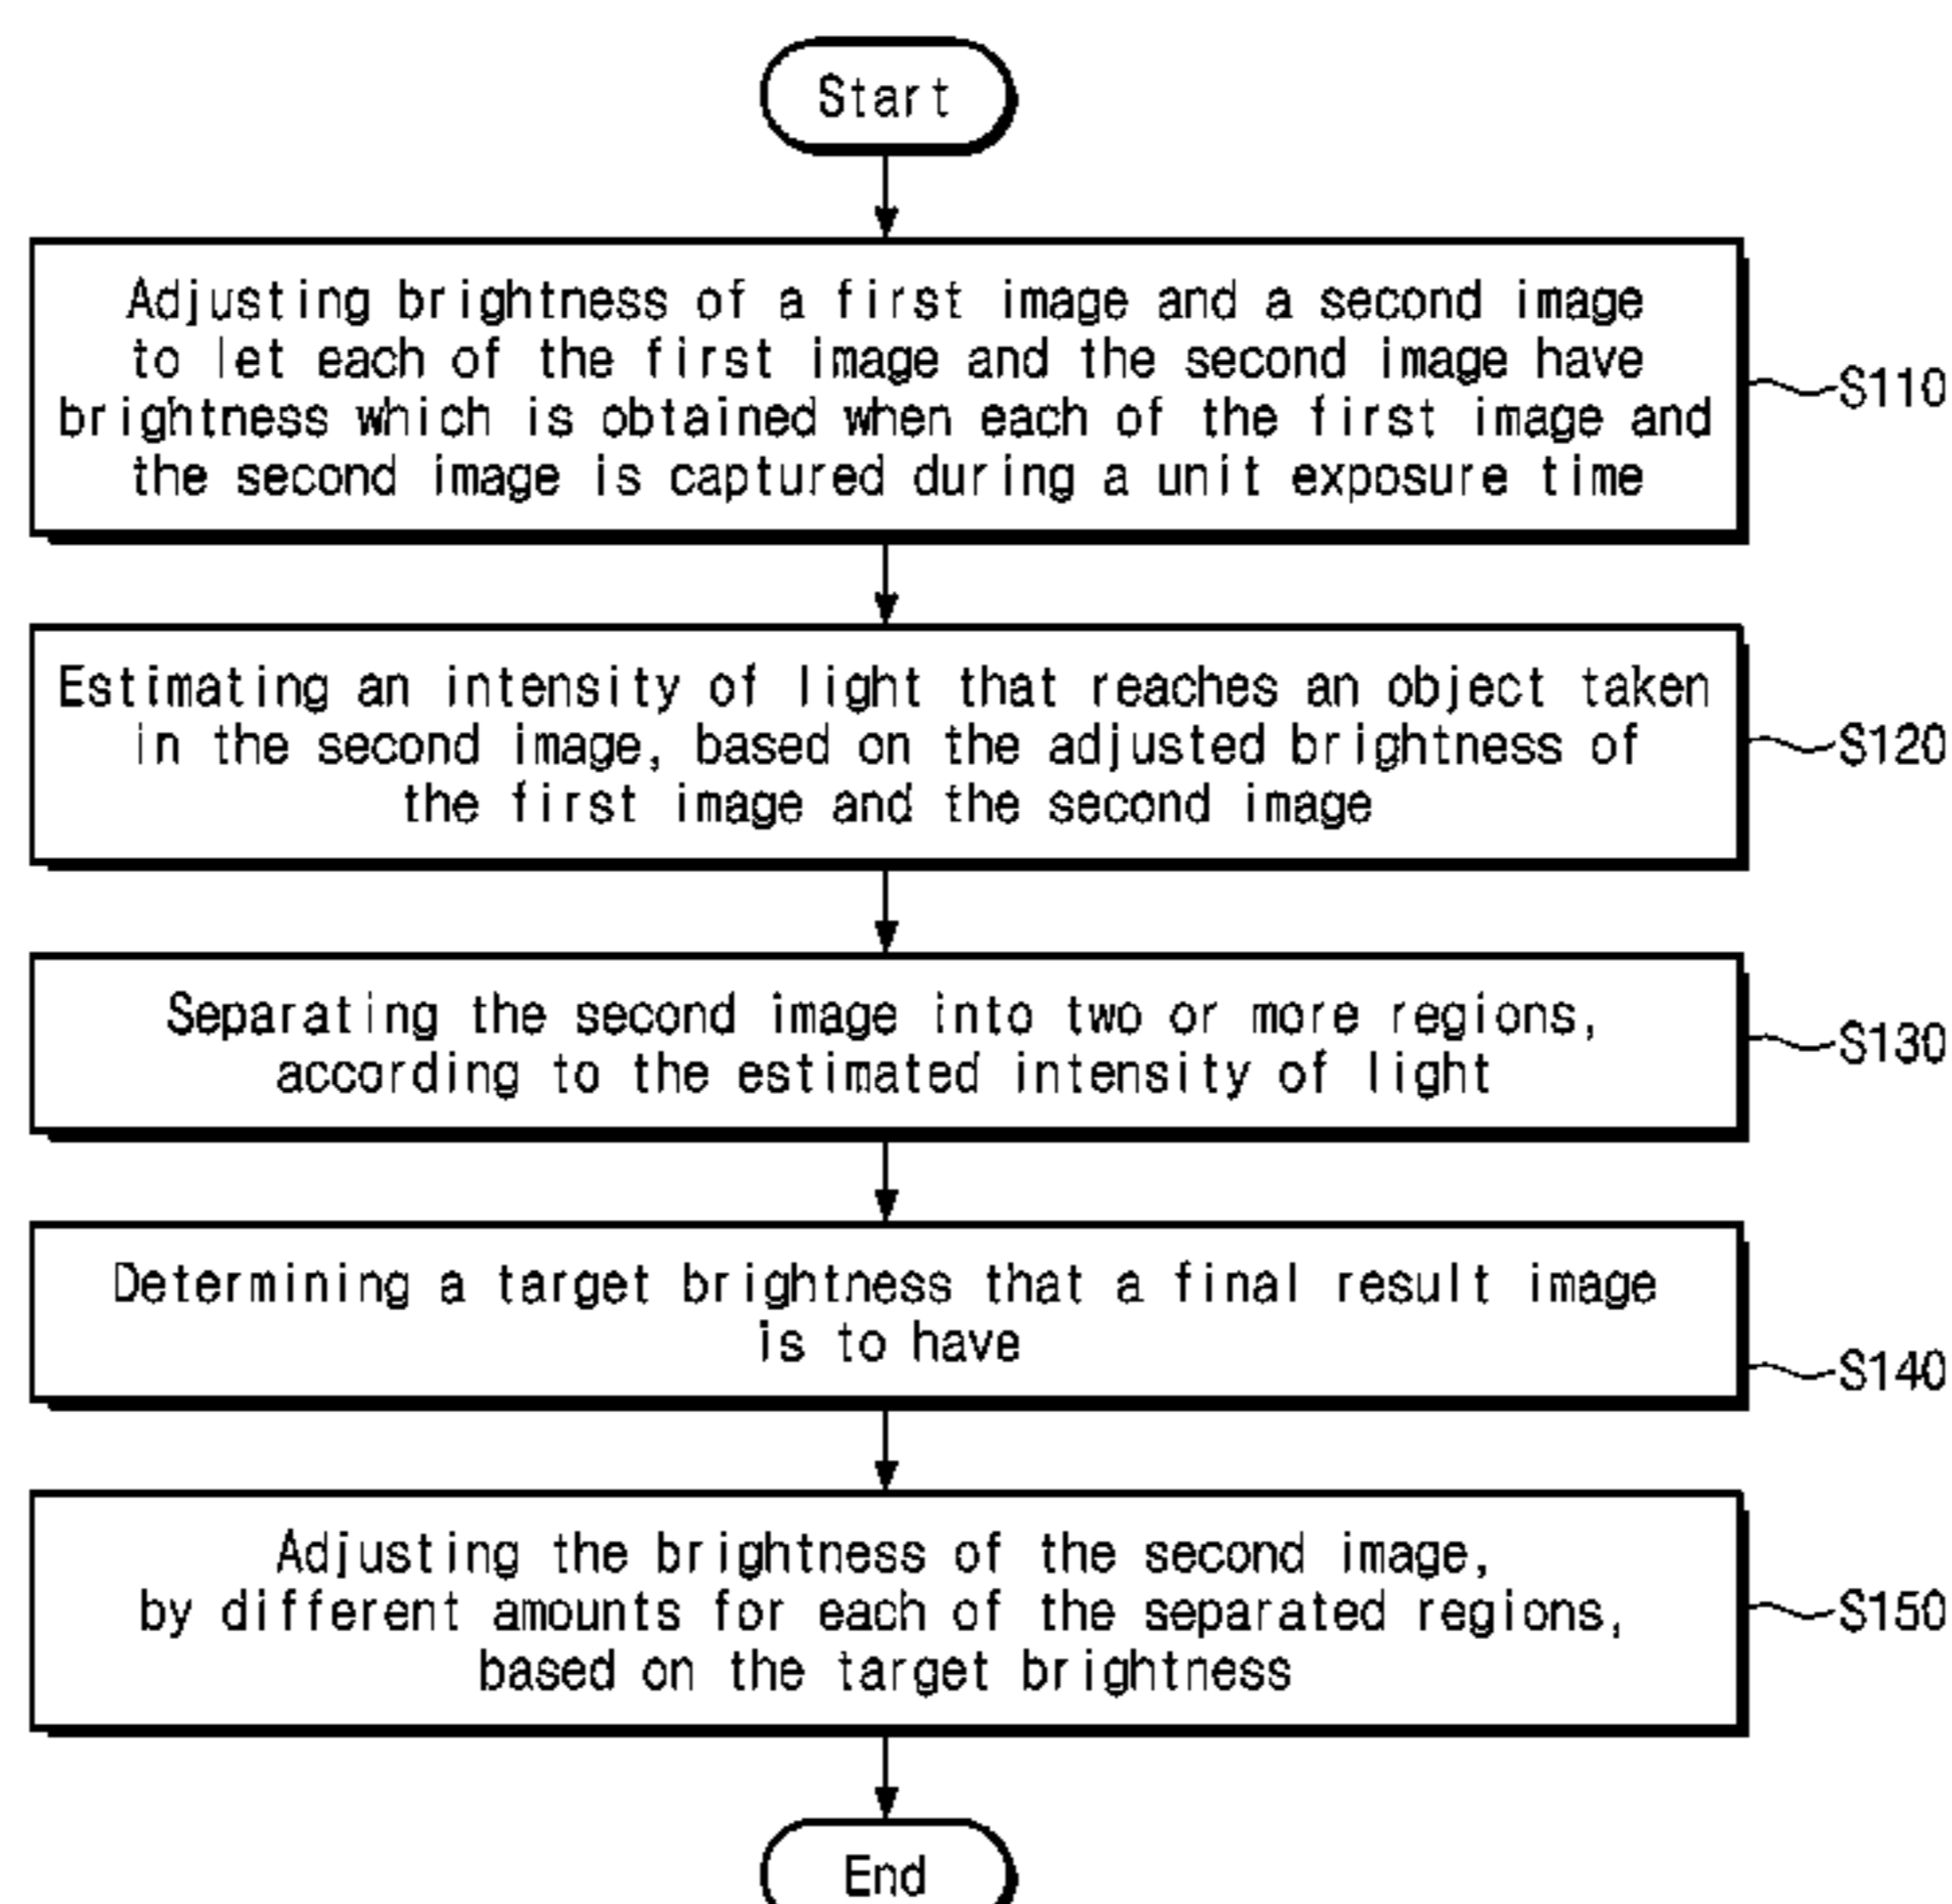 Start
Adjusting brightness of a first image and a second image
to let each of the first image and the second image have
brightness which is obtained when each of the first image and
the second image is captured during a unit exposure time
S110
Estimating an intensity of light that reaches an object taken
in the second image, based on the adjusted brightness of
the first image and the second image
S120
Separating the second image into two or more regions,
according to the estimated intensity of light
S130
Determining a target brightness that a final result image
is to have
S140
Adjusting the brightness of the second image,
by different amounts for each of the separated regions,
based on the target brightness
S150
End